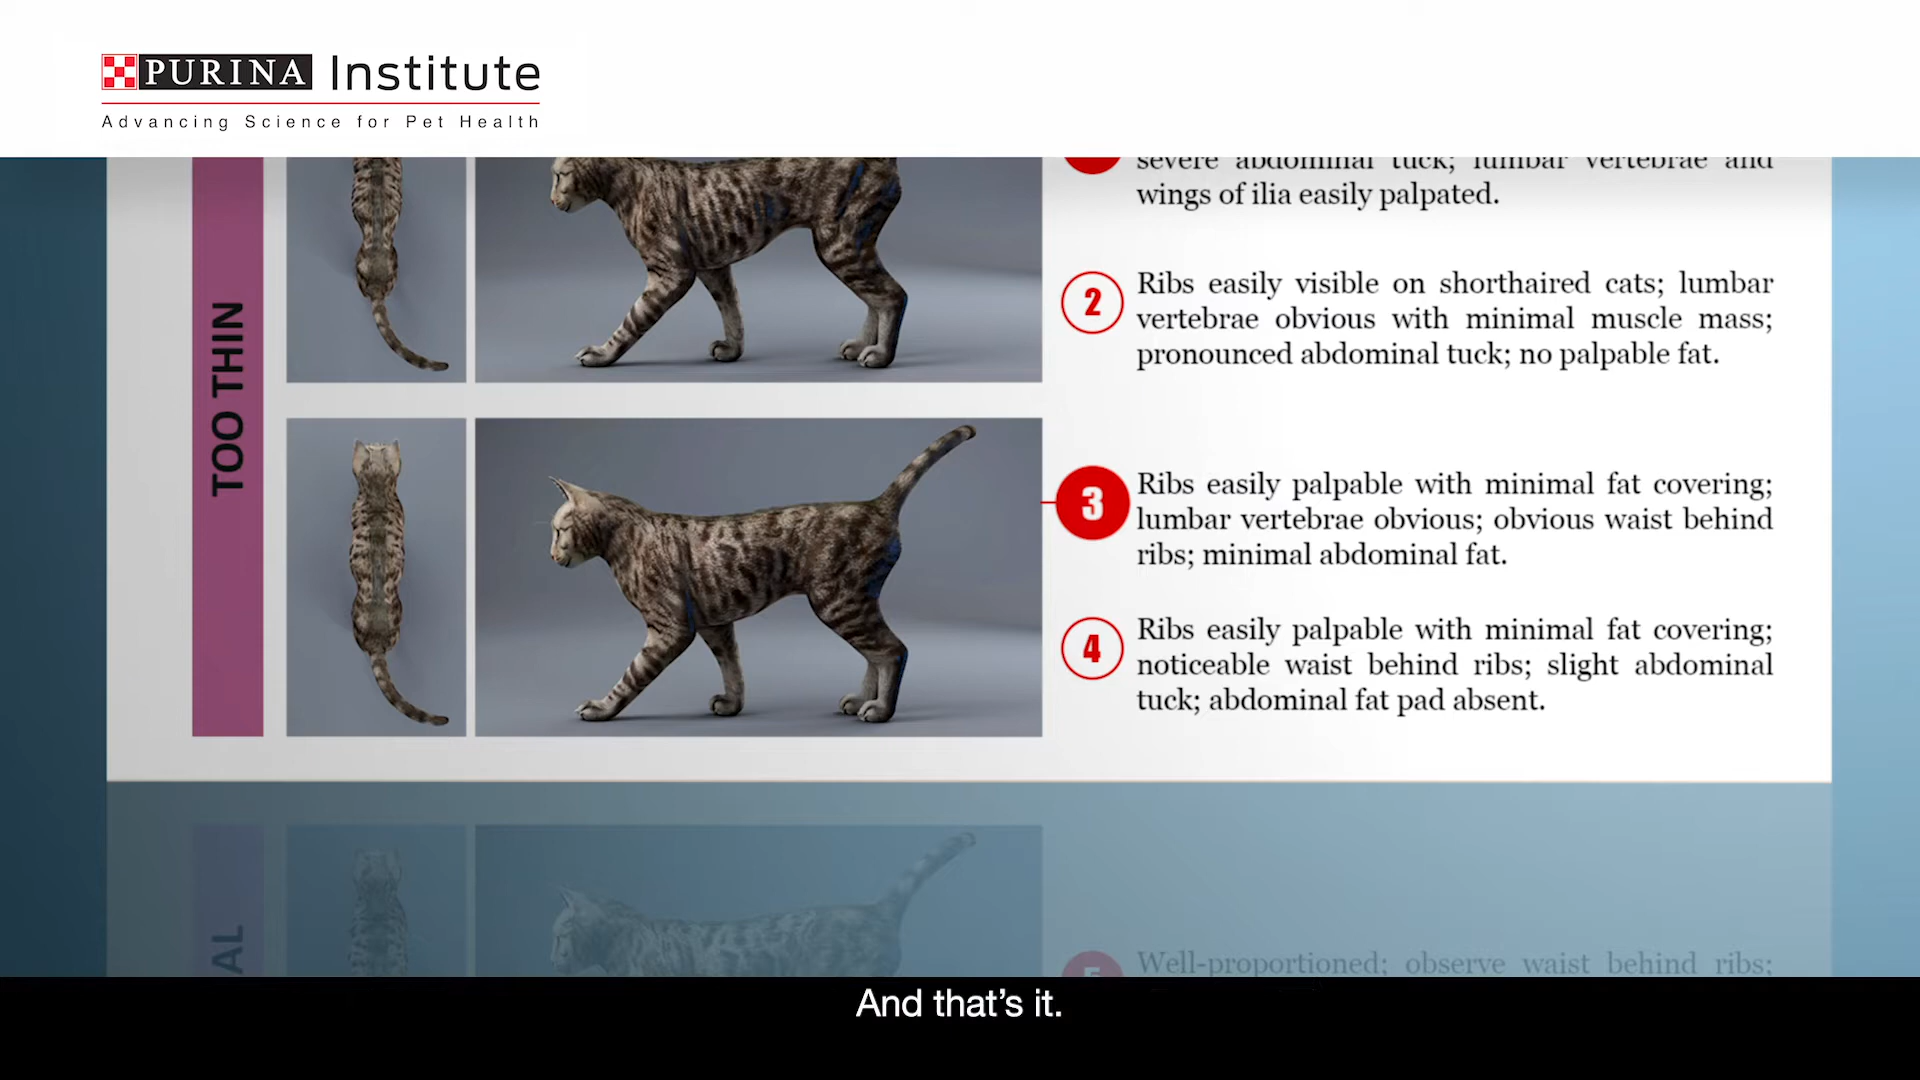 PURINA Institute
Advancing Science for Pet Health
severe abdominal tuck; lumbar vertebrae and
wings of ilia easily palpated.
TOO THIN
2
Ribs easily visible on shorthaired cats; lumbar
vertebrae obvious with minimal muscle mass;
pronounced abdominal tuck; no palpable fat.
3
Ribs easily palpable with minimal fat covering;
lumbar vertebrae obvious; obvious waist behind
ribs; minimal abdominal fat.
4
Ribs easily palpable with minimal fat covering;
noticeable waist behind ribs; slight abdominal
tuck; abdominal fat pad absent.
AL
5
Well-proportioned; observe waist behind ribs;
And that’s it.